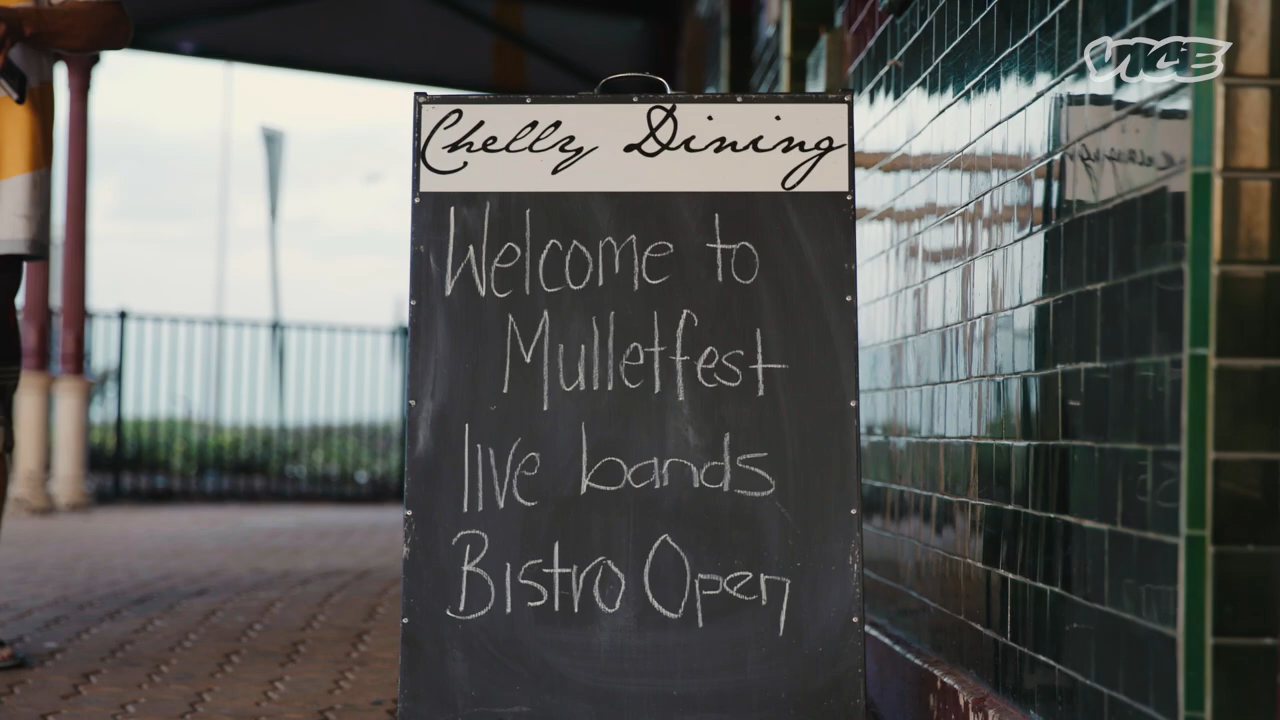 VICE
Chelly Dining
Welcome to
Mulletfest
live bands
Bistro Open